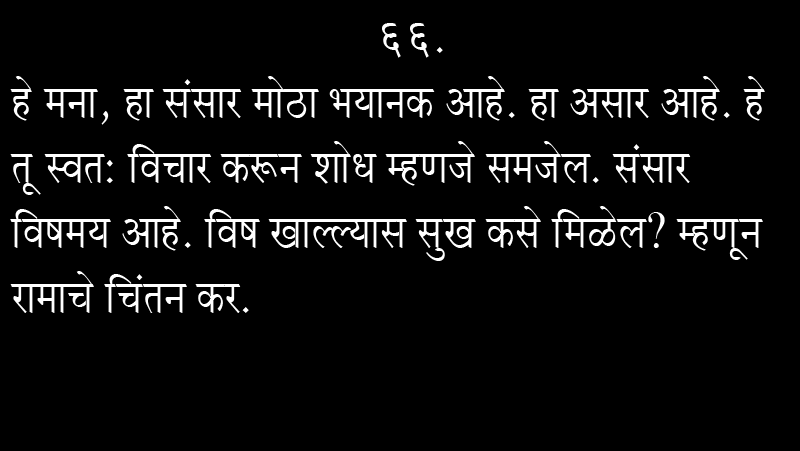 ६६.
हे मना, हा संसार मोठा भयानक आहे. हा असार आहे. हे
तू स्वतः विचार करून शोध म्हणजे समजेल. संसार
विषमय आहे. विष खाल्ल्यास सुख कसे मिळेल? म्हणून
रामाचे चिंतन कर.